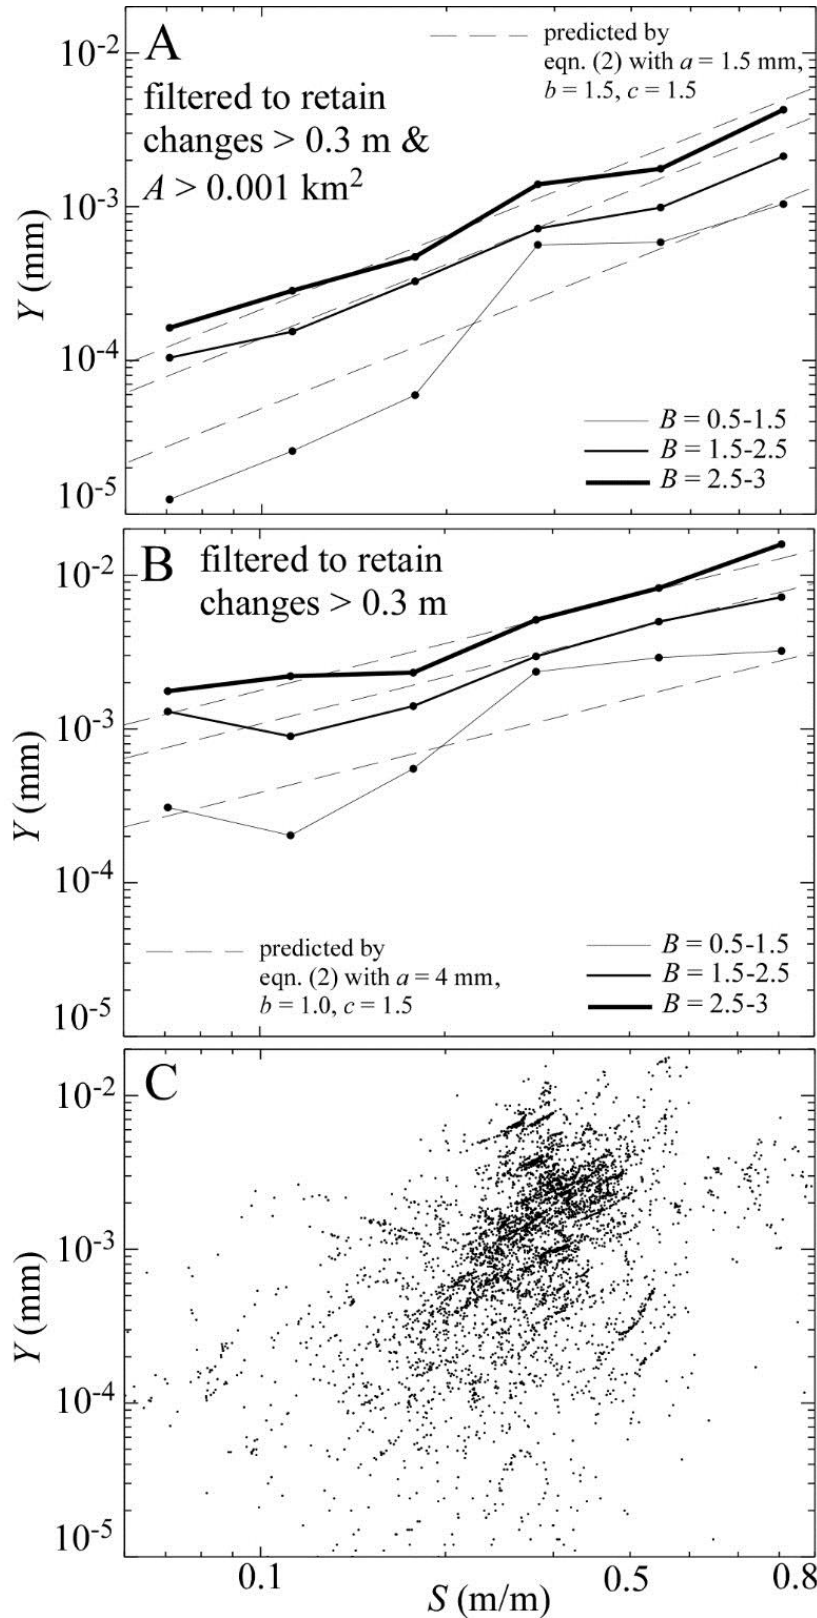 A
filtered to retain
changes > 0.3 m &
A > 0.001 km²
predicted by
eqn. (2) with a = 1.5 mm,
b = 1.5, c = 1.5
10⁻²
10⁻³
10⁻⁴
10⁻⁵
Y (mm)
B = 0.5-1.5
B = 1.5-2.5
B = 2.5-3
B
filtered to retain
changes > 0.3 m
10⁻²
10⁻³
10⁻⁴
10⁻⁵
Y (mm)
predicted by
eqn. (2) with a = 4 mm,
b = 1.0, c = 1.5
B = 0.5-1.5
B = 1.5-2.5
B = 2.5-3
C
10⁻²
10⁻³
10⁻⁴
10⁻⁵
Y (mm)
0.1
0.5
0.8
S (m/m)